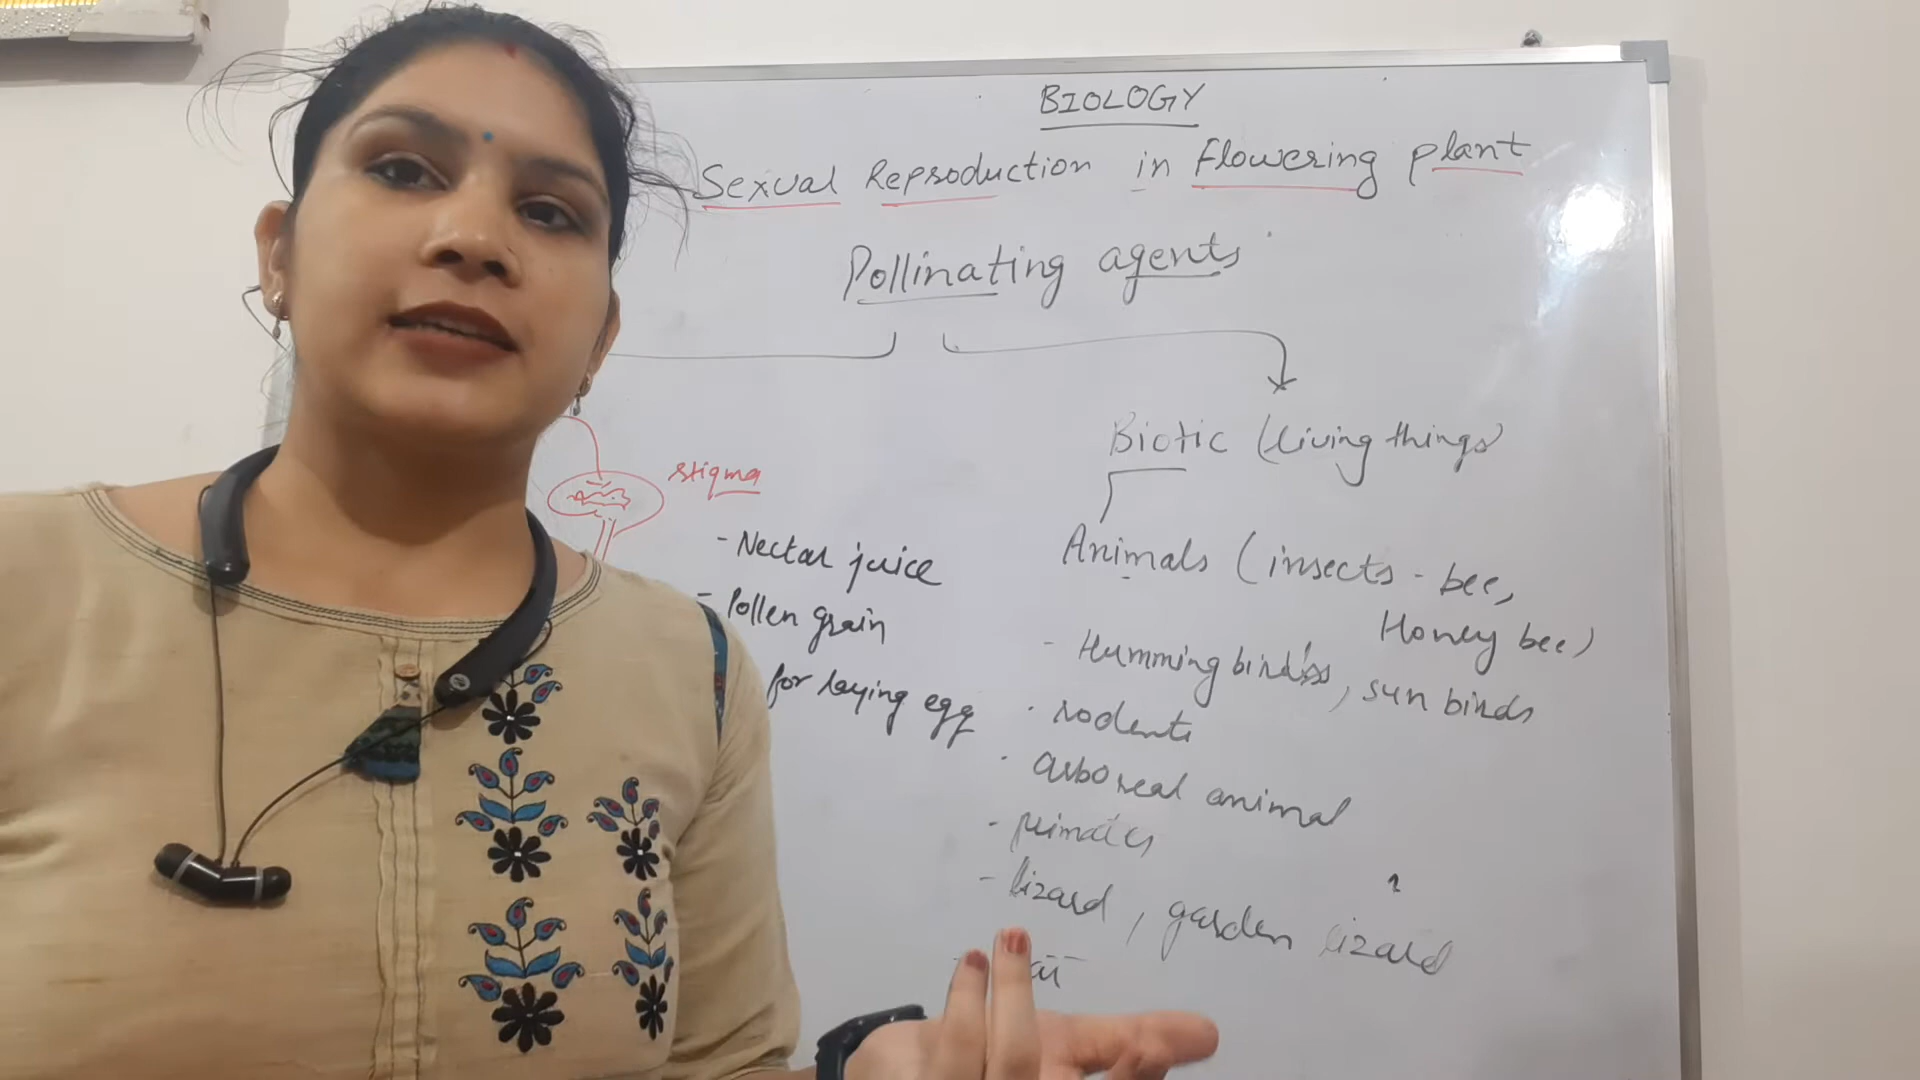 BIOLOGY
Sexual Reproduction in flowering plant
Pollinating agents
stigma
- Nectar juice
- Pollen grain
for laying egg
Biotic (living things)
Animals (insects - bee,
Honey bee)
- Humming birds, sun birds
· rodents
· arboreal animal
- primates
- lizard, garden lizard